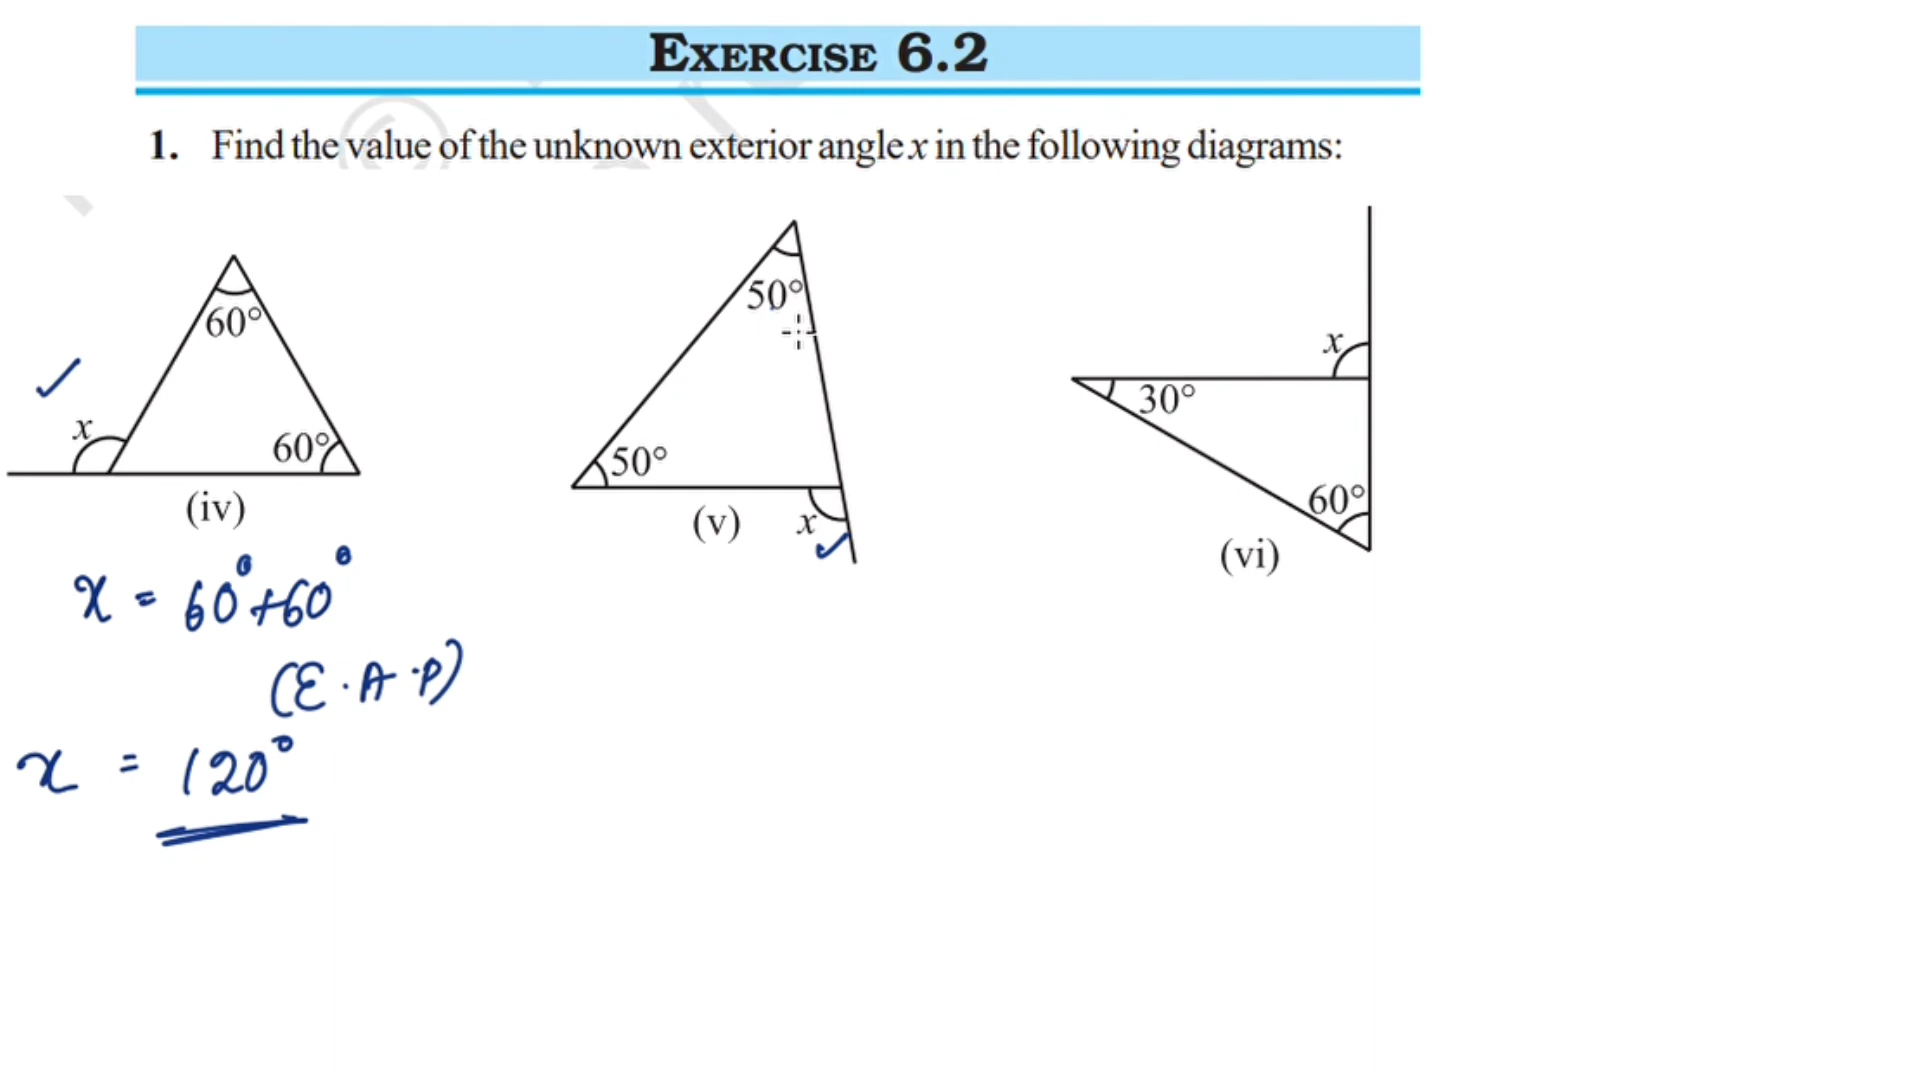 EXERCISE 6.2
1. Find the value of the unknown exterior angle x in the following diagrams:
60°
x
60°
(iv)
50°
50°
(v)
x
x
30°
60°
(vi)
x = 60° + 60°
(E.A.P)
x = 120°